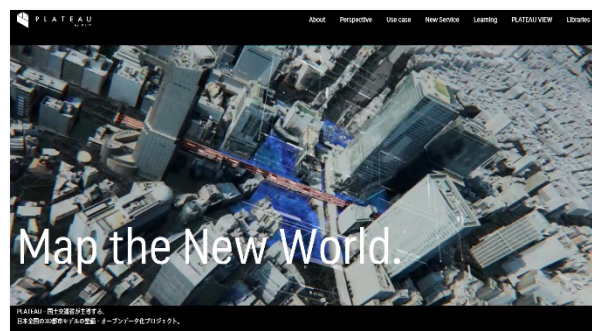 PLATEAU
by MLIT
About Perspective Use case New Service Learning PLATEAU VIEW Libraries
Map the New World.
PLATEAU - 国土交通省が主導する、
日本全国の3D都市モデルの整備・オープンデータ化プロジェクト。